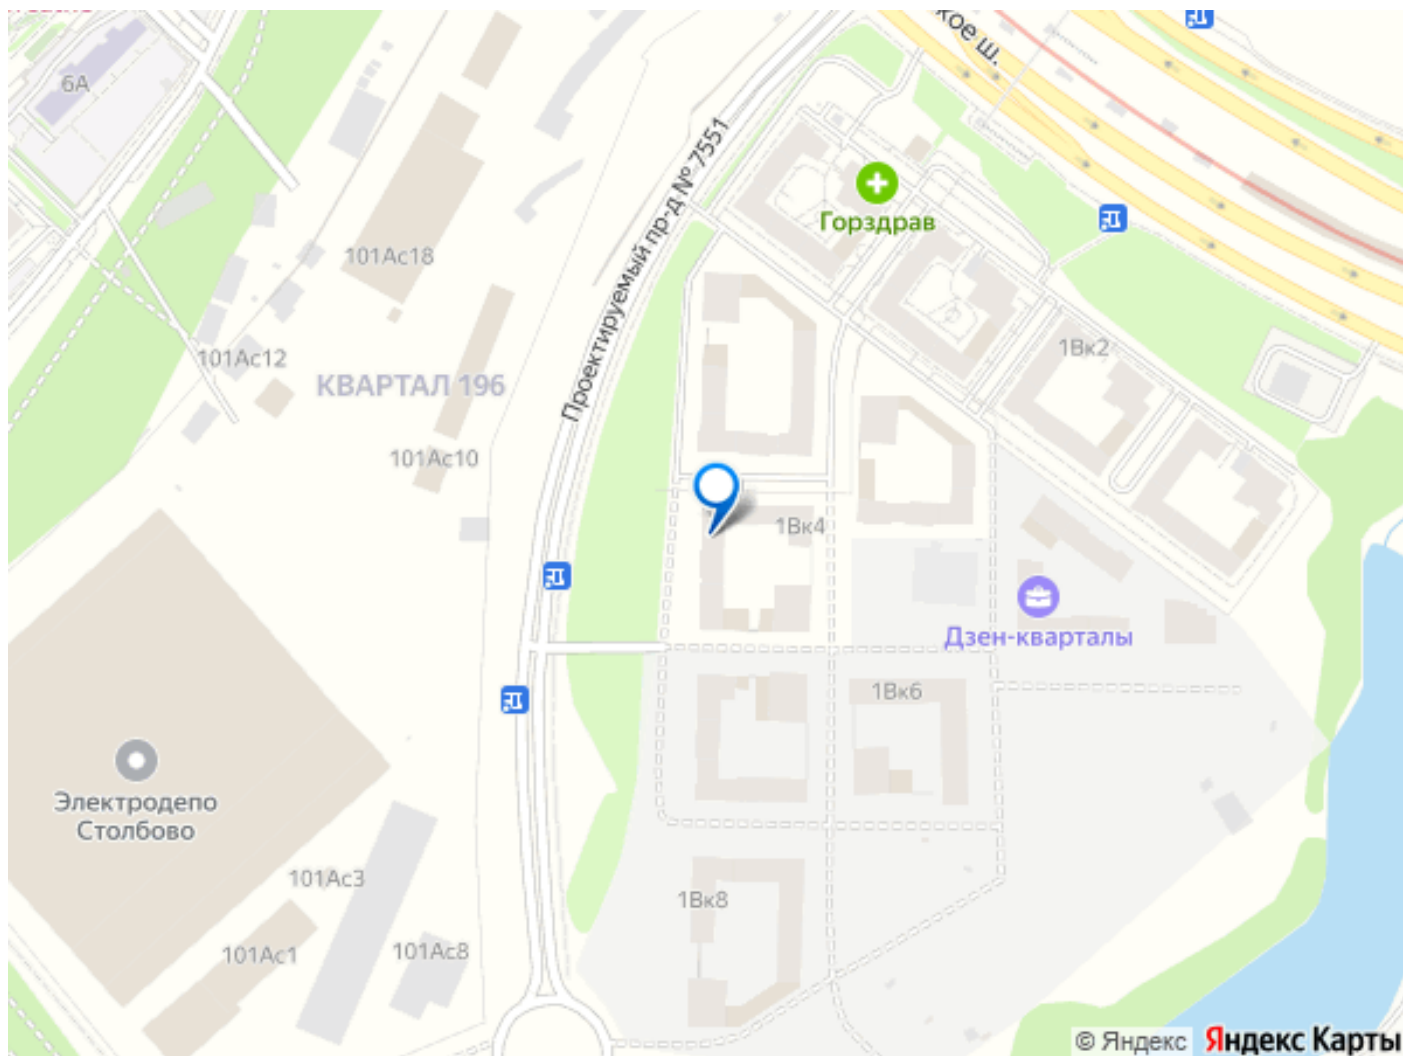 кое ш.
6А
Проектируемый пр-д № 7551
Горздрав
101Ас18
1Вк2
101Ас12
КВАРТАЛ 196
101Ас10
1Вк4
Дзен-кварталы
1Вк6
Электродепо
Столбово
101Ас3
1Вк8
101Ас1
101Ас8
© Яндекс Яндекс Карты